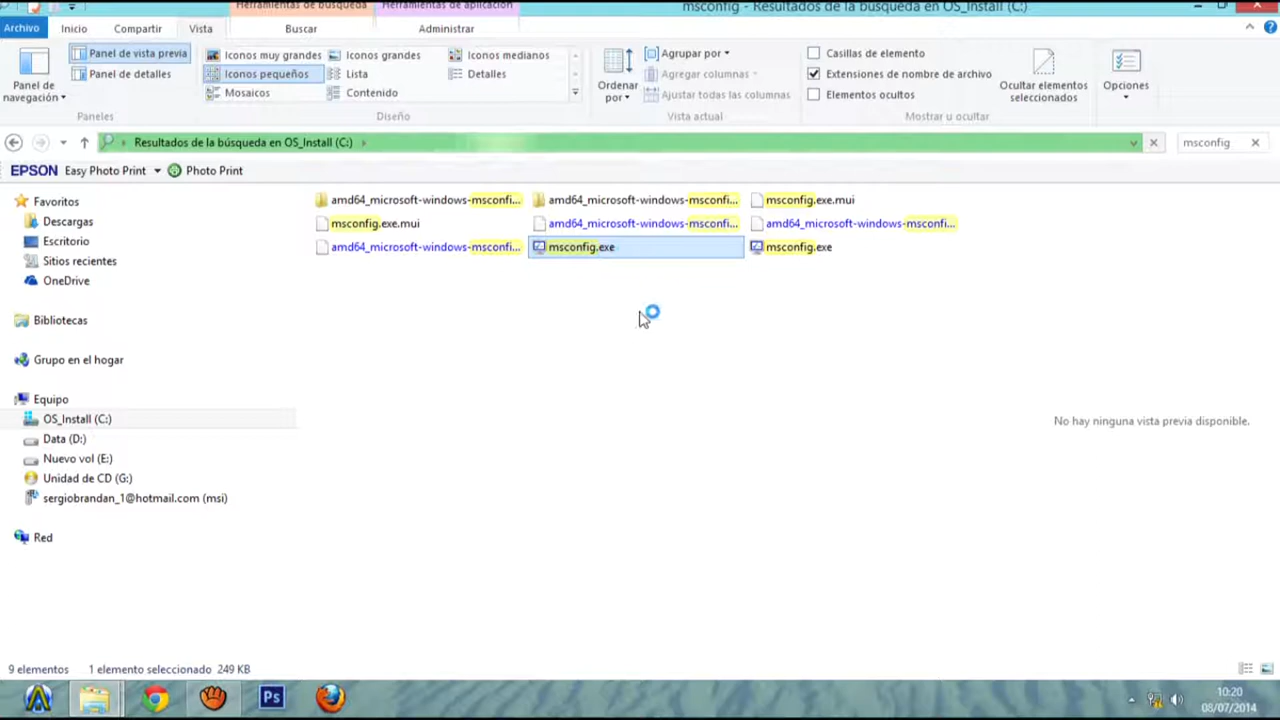 Herramientas de búsqueda
Herramientas de aplicación
msconfig - Resultados de la búsqueda en OS_Install (C:)
Archivo
Inicio
Compartir
Vista
Buscar
Administrar
Panel de navegación
Panel de vista previa
Panel de detalles
Paneles
Iconos muy grandes
Iconos grandes
Iconos medianos
Iconos pequeños
Lista
Detalles
Mosaicos
Contenido
Diseño
Ordenar por
Agrupar por
Agregar columnas
Ajustar todas las columnas
Vista actual
Casillas de elemento
Extensiones de nombre de archivo
Elementos ocultos
Ocultar elementos seleccionados
Mostrar u ocultar
Opciones
Resultados de la búsqueda en OS_Install (C:)
msconfig
EPSON Easy Photo Print
Photo Print
Favoritos
Descargas
Escritorio
Sitios recientes
OneDrive
Bibliotecas
Grupo en el hogar
Equipo
OS_Install (C:)
Data (D:)
Nuevo vol (E:)
Unidad de CD (G:)
sergiobrandan_1@hotmail.com (msi)
Red
amd64_microsoft-windows-msconfi...
amd64_microsoft-windows-msconfi...
msconfig.exe.mui
msconfig.exe.mui
amd64_microsoft-windows-msconfi...
amd64_microsoft-windows-msconfi...
amd64_microsoft-windows-msconfi...
msconfig.exe
msconfig.exe
No hay ninguna vista previa disponible.
9 elementos
1 elemento seleccionado 249 KB
Ps
10:20
08/07/2014